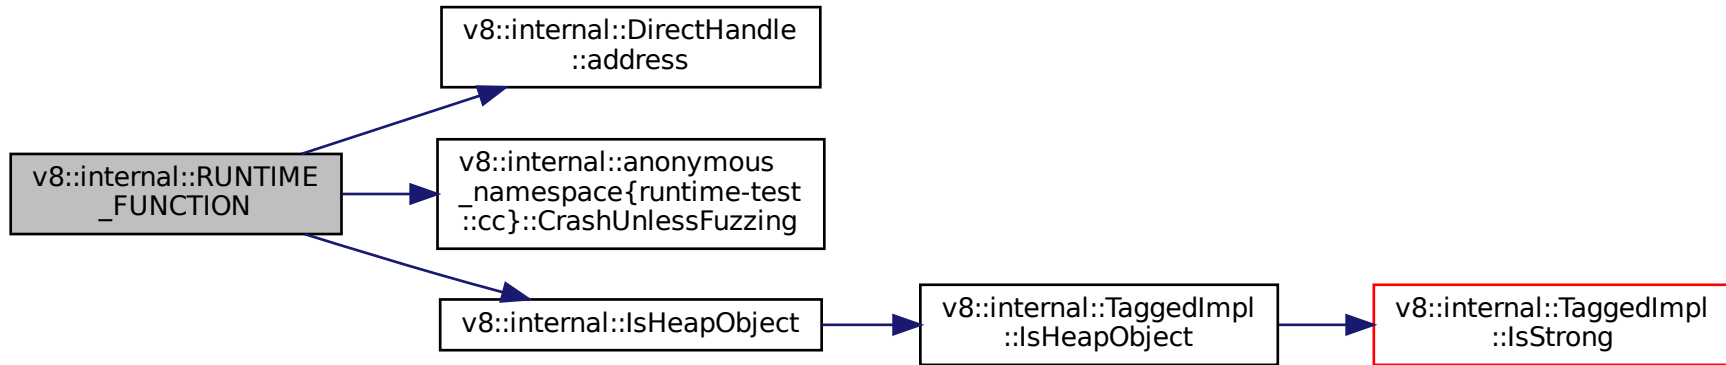 v8::internal::DirectHandle
::address
v8::internal::RUNTIME
_FUNCTION
v8::internal::anonymous
_namespace{runtime-test
::cc}::CrashUnlessFuzzing
v8::internal::IsHeapObject
v8::internal::TaggedImpl
::IsHeapObject
v8::internal::TaggedImpl
::IsStrong